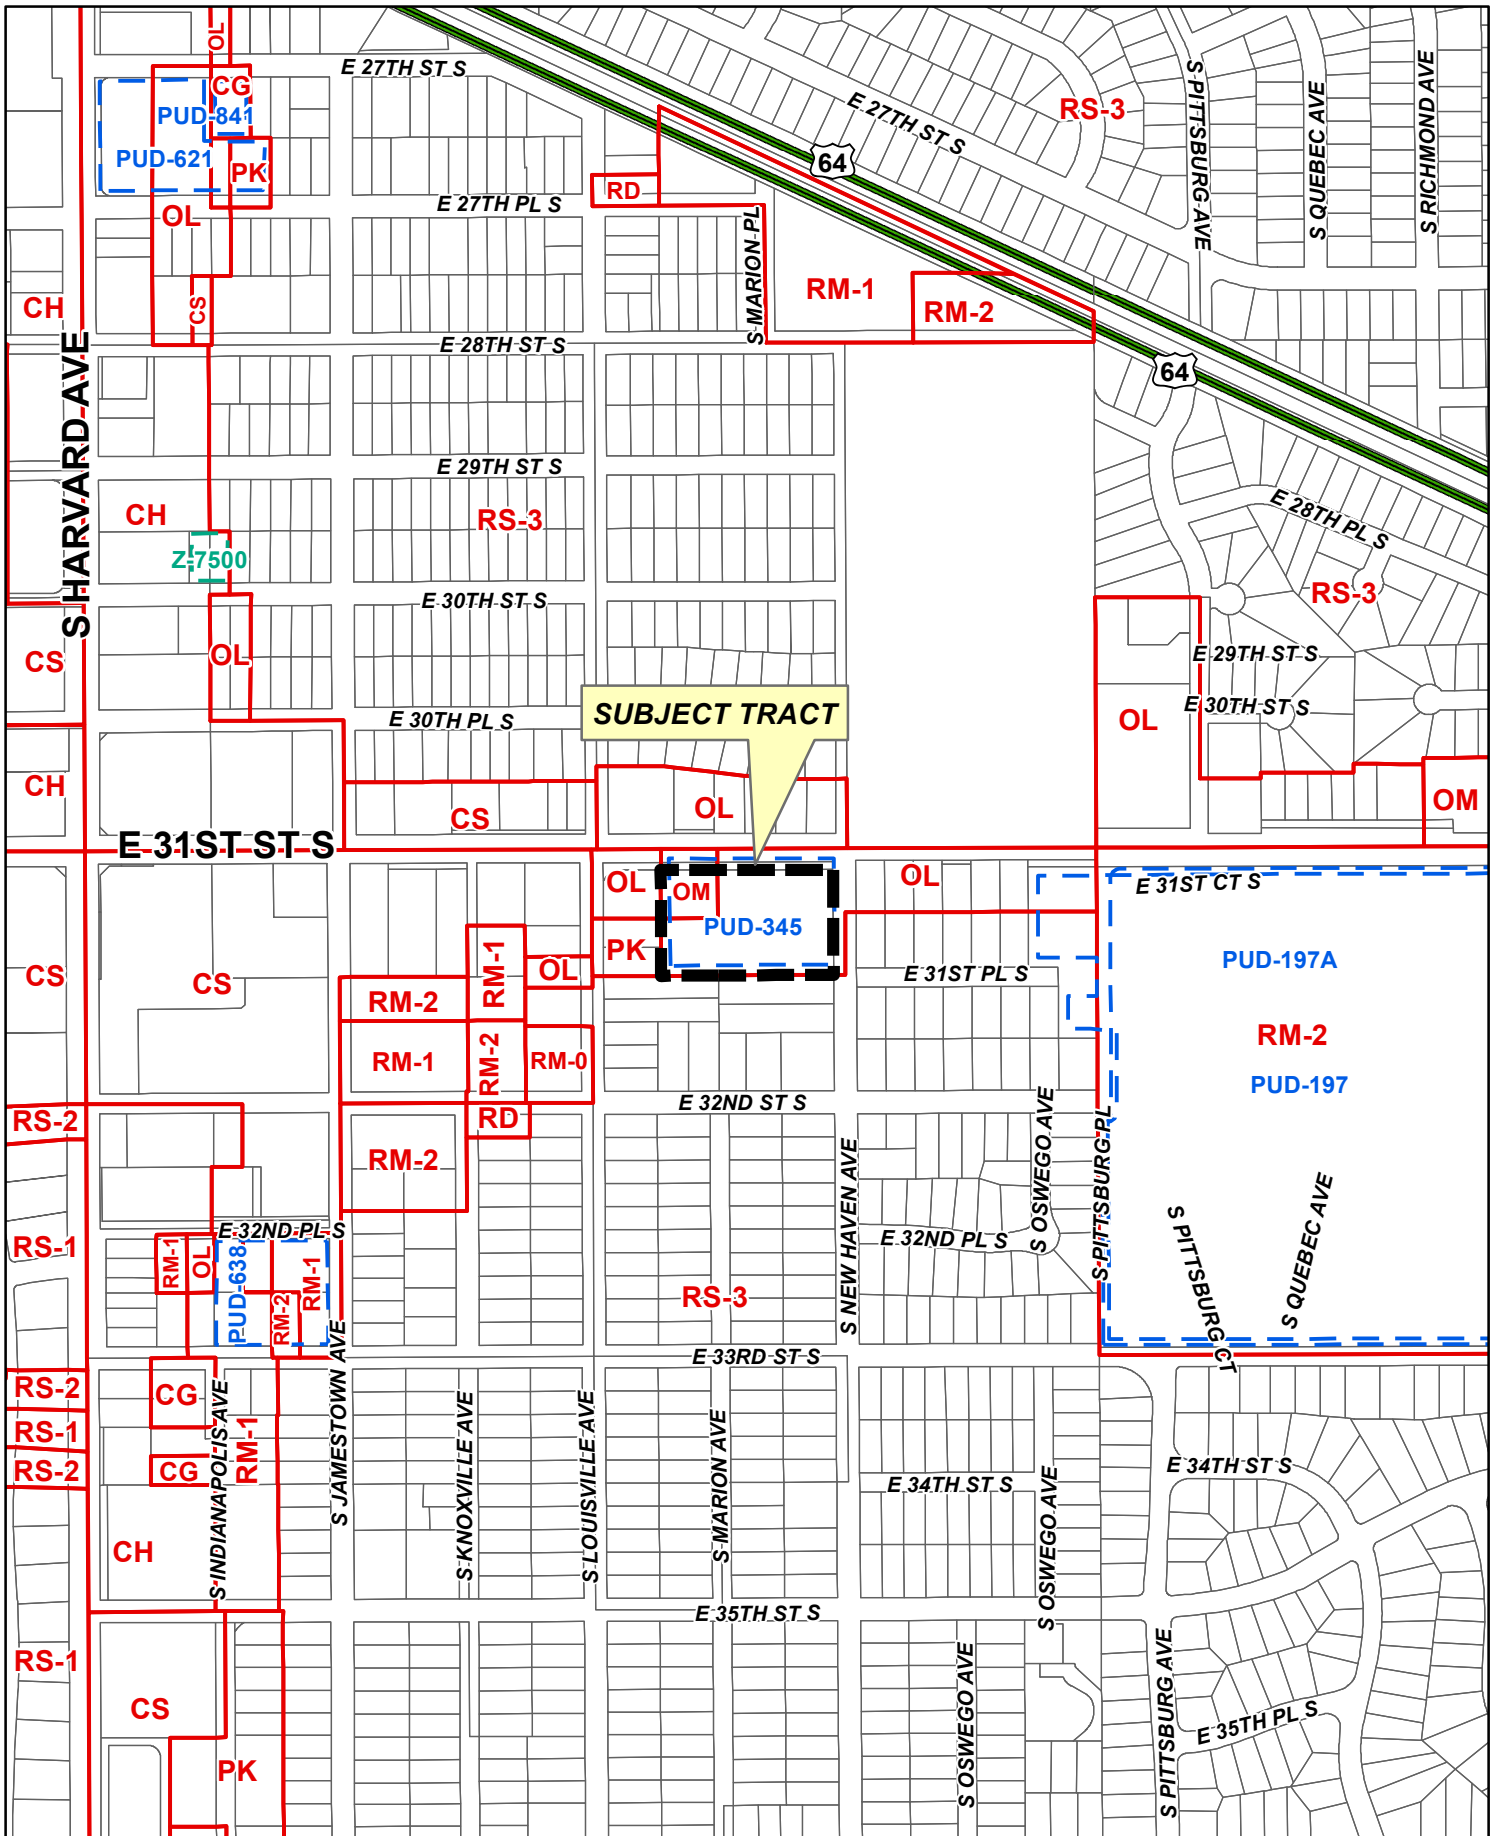 OL
E 27TH ST S
CG
PUD-841
PUD-621
PK
RD
E 27TH PL S
OL
CS
CH
S MARION PL
RM-1
RM-2
64
E 27TH ST S
RS-3
S PITTSBURG AVE
S QUEBEC AVE
S RICHMOND AVE
E 28TH ST S
64
S HARVARD AVE
E 29TH ST S
CH
RS-3
Z-7500
E 28TH PL S
RS-3
E 30TH ST S
CS
OL
E 29TH ST S
E 30TH ST S
OL
E 30TH PL S
SUBJECT TRACT
CH
CS
OL
OM
E 31ST ST S
OL
OM
PUD-345
OL
E 31ST CT S
PK
CS
CS
RM-1
OL
RM-2
E 31ST PL S
PUD-197A
RM-1
RM-2
RM-0
RM-2
PUD-197
E 32ND ST S
RD
RS-2
RM-2
S NEW HAVEN AVE
S OSWEGO AVE
S PITTSBURG PL
E 32ND PL S
S PITTSBURG CT
S QUEBEC AVE
E 32ND PL S
RS-1
RM-1
OL
PUD-638
RM-1
RM-2
RS-3
E 33RD ST S
RS-2
CG
RS-1
RS-2
CG
S INDIANAPOLIS AVE
RM-1
S JAMESTOWN AVE
S KNOXVILLE AVE
S LOUISVILLE AVE
S MARION AVE
E 34TH ST S
S OSWEGO AVE
E 34TH ST S
CH
E 35TH ST S
RS-1
CS
PK
S OSWEGO AVE
S PITTSBURG AVE
E 35TH PL S